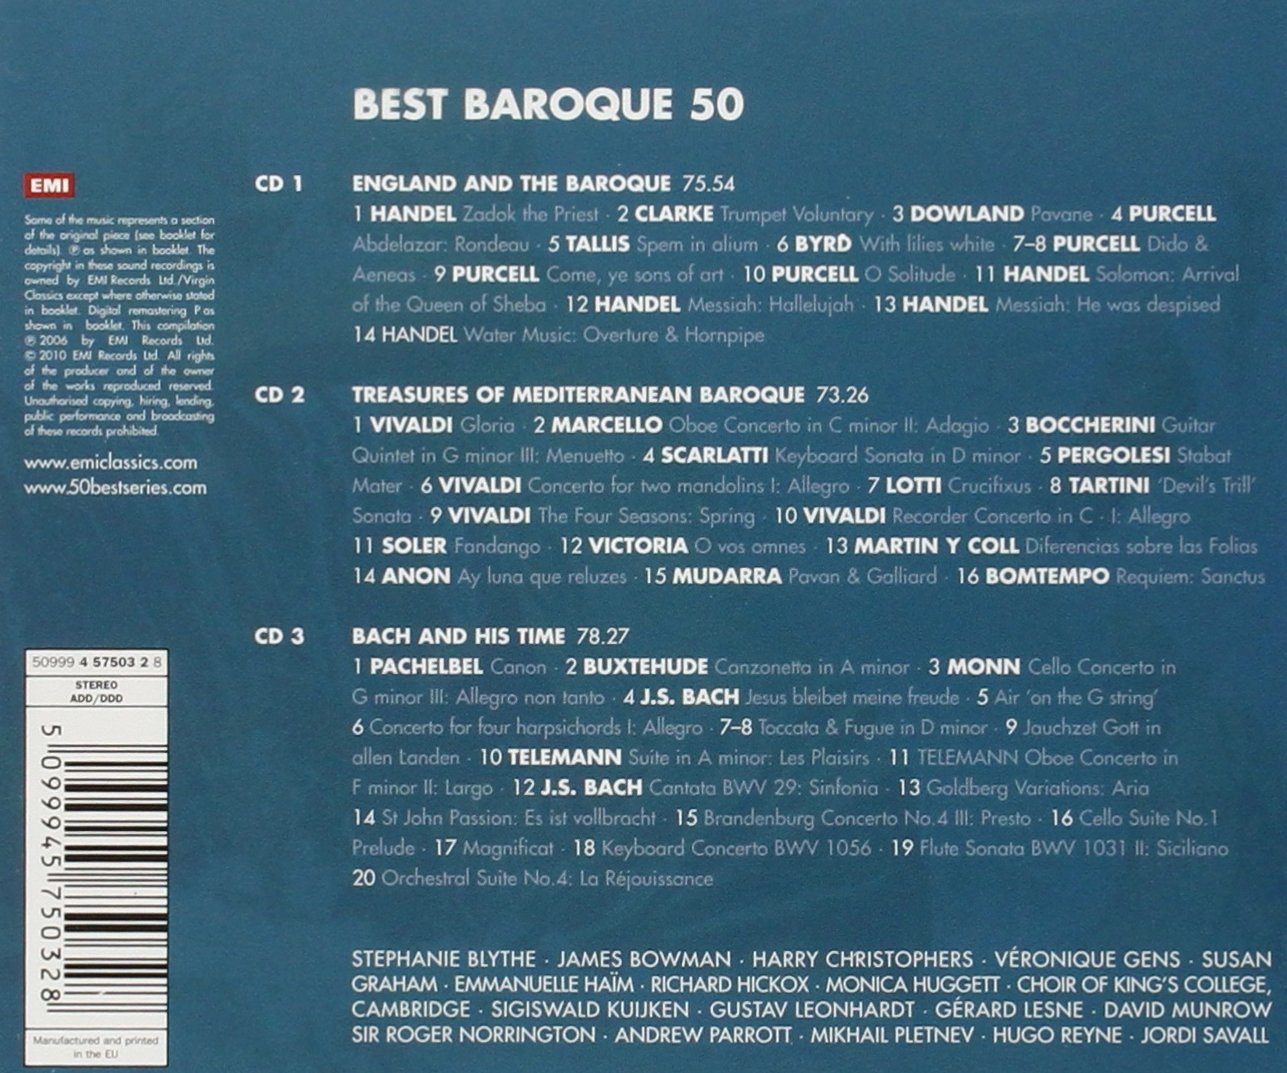 BEST BAROQUE 50
EMI
Some of the music represents a section
of the original piece (see booklet for
details). ℗ as shown in booklet. The
copyright in these sound recordings is
owned by EMI Records Ltd./Virgin
Classics except where otherwise stated
in booklet. Digital remastering P as
shown in booklet. This compilation
℗ 2006 by EMI Records Ltd.
© 2010 EMI Records Ltd. All rights
of the producer and of the owner
of the works reproduced reserved.
Unauthorised copying, hiring, lending,
public performance and broadcasting
of these records prohibited.
www.emiclassics.com
www.50bestseries.com
CD 1 ENGLAND AND THE BAROQUE 75.54
1 HANDEL Zadok the Priest · 2 CLARKE Trumpet Voluntary · 3 DOWLAND Pavane · 4 PURCELL
Abdelazar: Rondeau · 5 TALLIS Spem in alium · 6 BYRD With lilies white · 7–8 PURCELL Dido &
Aeneas · 9 PURCELL Come, ye sons of art · 10 PURCELL O Solitude · 11 HANDEL Solomon: Arrival
of the Queen of Sheba · 12 HANDEL Messiah: Hallelujah · 13 HANDEL Messiah: He was despised
14 HANDEL Water Music: Overture & Hornpipe
CD 2 TREASURES OF MEDITERRANEAN BAROQUE 73.26
1 VIVALDI Gloria · 2 MARCELLO Oboe Concerto in C minor II: Adagio · 3 BOCCHERINI Guitar
Quintet in G minor III: Menuetto · 4 SCARLATTI Keyboard Sonata in D minor · 5 PERGOLESI Stabat
Mater · 6 VIVALDI Concerto for two mandolins I: Allegro · 7 LOTTI Crucifixus · 8 TARTINI 'Devil's Trill'
Sonata · 9 VIVALDI The Four Seasons: Spring · 10 VIVALDI Recorder Concerto in C - I: Allegro
11 SOLER Fandango · 12 VICTORIA O vos omnes · 13 MARTIN Y COLL Diferencias sobre las Folias
14 ANON Ay luna que reluzes · 15 MUDARRA Pavan & Galliard · 16 BOMTEMPO Requiem: Sanctus
CD 3 BACH AND HIS TIME 78.27
1 PACHELBEL Canon · 2 BUXTEHUDE Canzonetta in A minor · 3 MONN Cello Concerto in
G minor III: Allegro non tanto · 4 J.S. BACH Jesus bleibet meine freude · 5 Air 'on the G string'
6 Concerto for four harpsichords I: Allegro · 7–8 Toccata & Fugue in D minor · 9 Jauchzet Gott in
allen Landen · 10 TELEMANN Suite in A minor: Les Plaisirs · 11 TELEMANN Oboe Concerto in
F minor II: Largo · 12 J.S. BACH Cantata BWV 29: Sinfonia · 13 Goldberg Variations: Aria
14 St John Passion: Es ist vollbracht · 15 Brandenburg Concerto No.4 III: Presto · 16 Cello Suite No.1
Prelude · 17 Magnificat · 18 Keyboard Concerto BWV 1056 · 19 Flute Sonata BWV 1031 II: Siciliano
20 Orchestral Suite No.4: La Réjouissance
50999 4 57503 2 8
STEREO
ADD/DDD
5 099945 750328
Manufactured and printed
in the EU
STEPHANIE BLYTHE · JAMES BOWMAN · HARRY CHRISTOPHERS · VÉRONIQUE GENS · SUSAN
GRAHAM · EMMANUELLE HAÏM · RICHARD HICKOX · MONICA HUGGETT · CHOIR OF KING'S COLLEGE,
CAMBRIDGE · SIGISWALD KUIJKEN · GUSTAV LEONHARDT · GÉRARD LESNE · DAVID MUNROW
SIR ROGER NORRINGTON · ANDREW PARROTT · MIKHAIL PLETNEV · HUGO REYNE · JORDI SAVALL